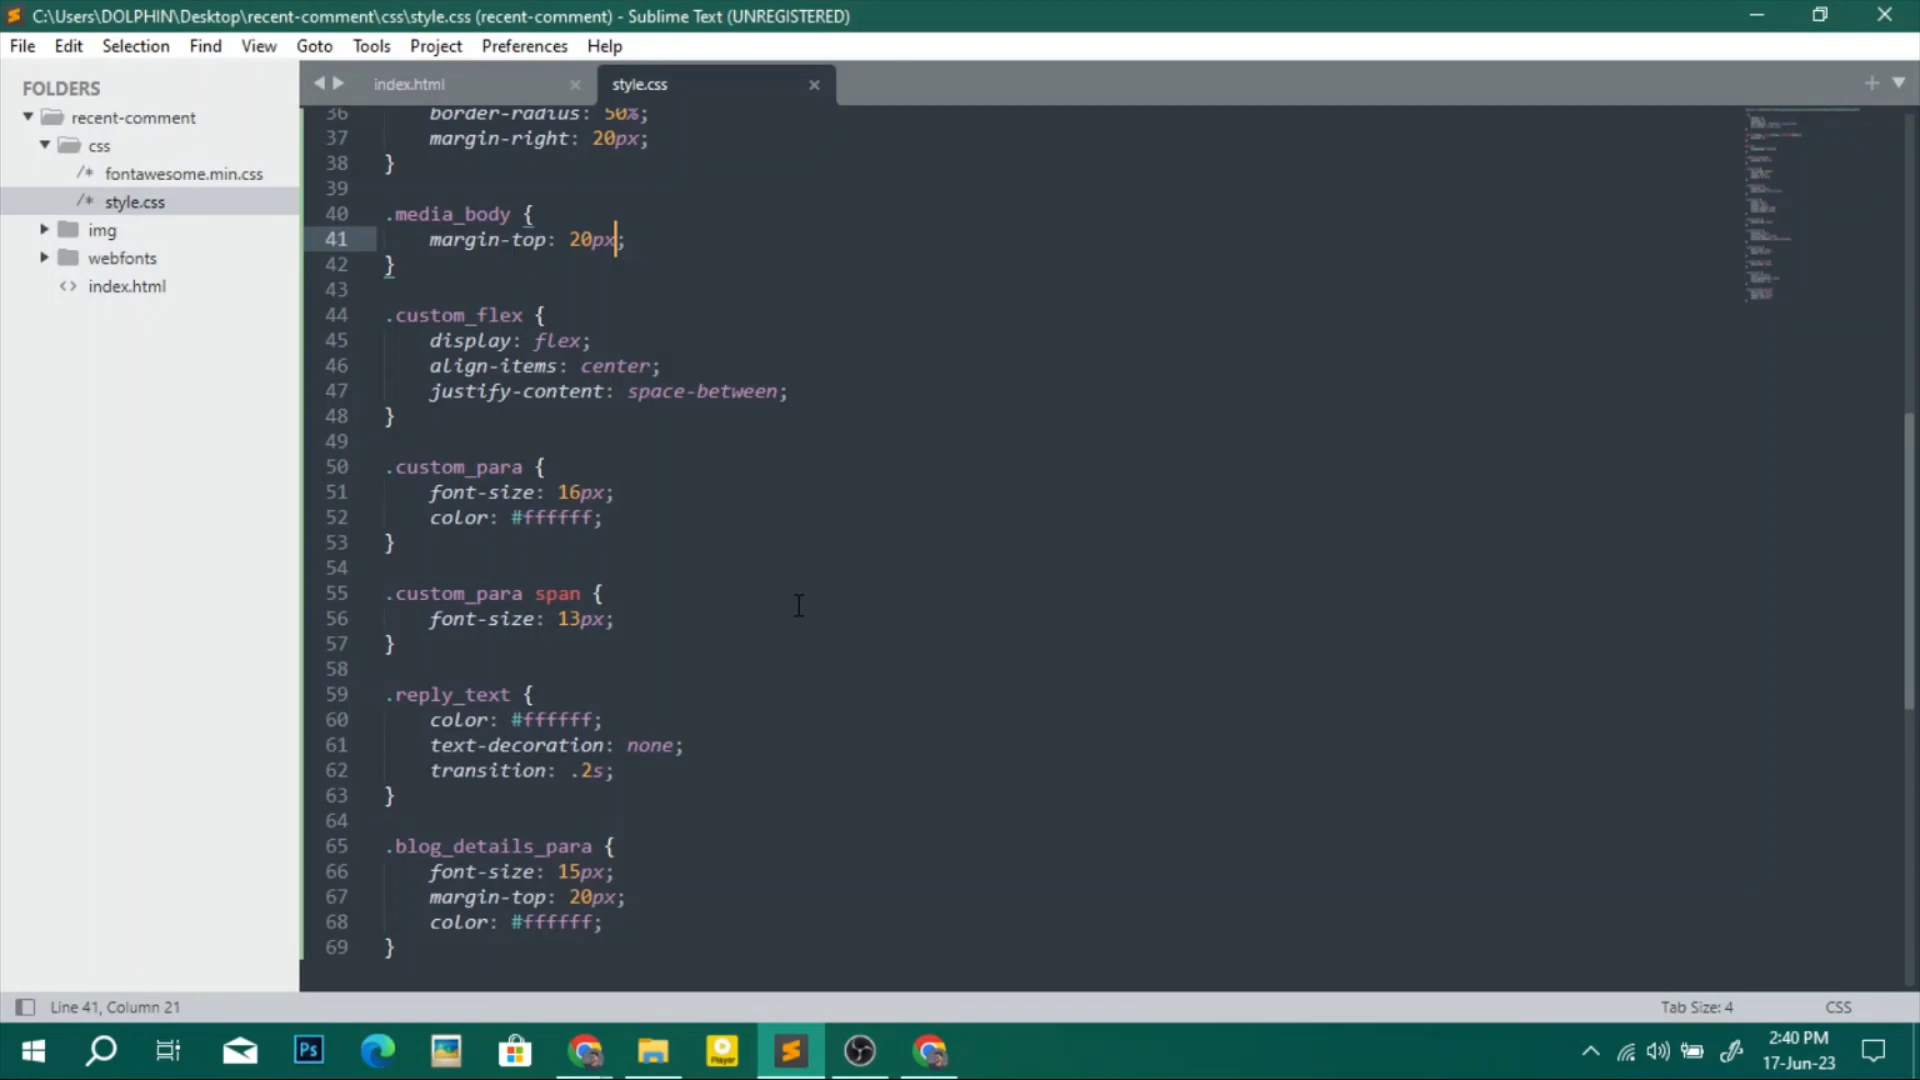 C:\Users\DOLPHIN\Desktop\recent-comment\css\style.css (recent-comment) - Sublime Text (UNREGISTERED)
File Edit Selection Find View Goto Tools Project Preferences Help
FOLDERS
recent-comment
css
/* fontawesome.min.css
/* style.css
img
webfonts
<> index.html
index.html
style.css
36 border-radius: 50%;
37 margin-right: 20px;
38 }
39
40 .media_body {
41 margin-top: 20px;
42 }
43
44 .custom_flex {
45 display: flex;
46 align-items: center;
47 justify-content: space-between;
48 }
49
50 .custom_para {
51 font-size: 16px;
52 color: #ffffff;
53 }
54
55 .custom_para span {
56 font-size: 13px;
57 }
58
59 .reply_text {
60 color: #ffffff;
61 text-decoration: none;
62 transition: .2s;
63 }
64
65 .blog_details_para {
66 font-size: 15px;
67 margin-top: 20px;
68 color: #ffffff;
69 }
Line 41, Column 21
Tab Size: 4
CSS
Ps
Player
2:40 PM
17-Jun-23